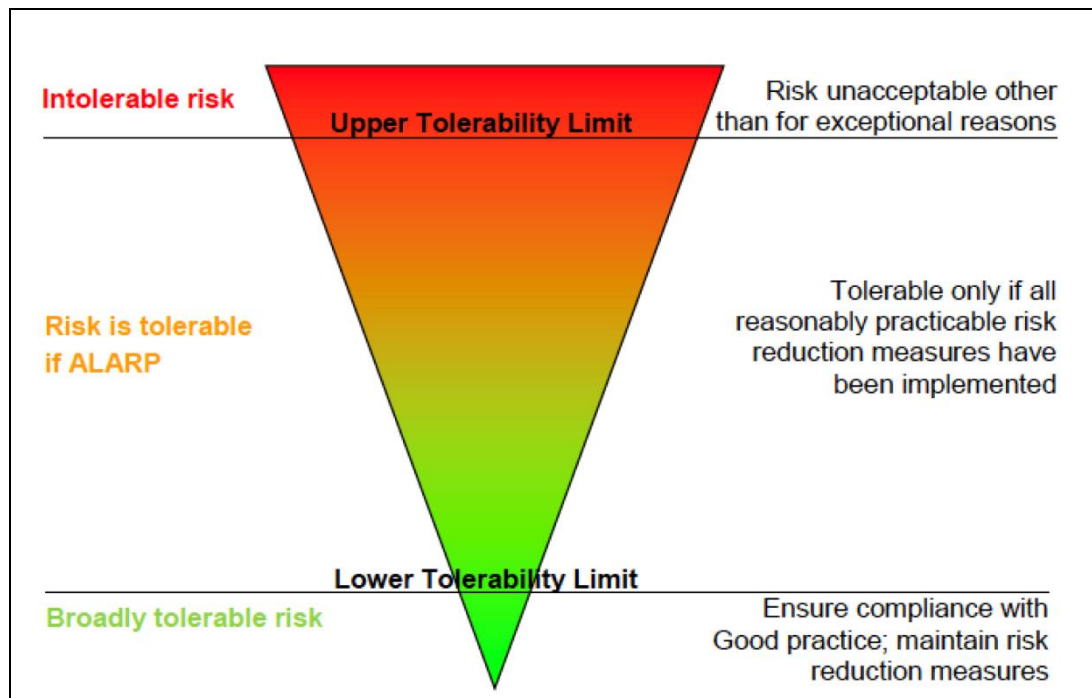 Intolerable risk
Upper Tolerability Limit
Risk unacceptable other
than for exceptional reasons
Risk is tolerable
if ALARP
Tolerable only if all
reasonably practicable risk
reduction measures have
been implemented
Lower Tolerability Limit
Broadly tolerable risk
Ensure compliance with
Good practice; maintain risk
reduction measures